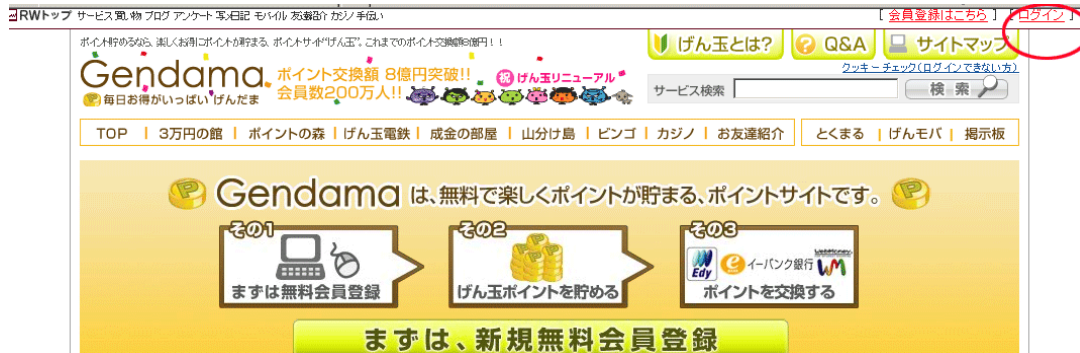 RWトップ サービス 買い物 ブログ アンケート 写メ日記 モバイル 友達紹介 カジノ 手伝い
[ 会員登録はこちら ] [ ログイン ]
ポイント貯めるなら、楽しくお得にポイントが貯まる、ポイントサイト"げん玉"。これまでのポイント交換総額8億円!!
げん玉とは? Q&A サイトマップ
クッキーチェック(ログインできない方)
Gendama.
毎日お得がいっぱい げんだま
ポイント交換額 8億円突破!!
会員数200万人!!
祝 げん玉リニューアル
サービス検索 検索
TOP | 3万円の館 | ポイントの森 | げん玉電鉄 | 成金の部屋 | 山分け島 | ビンゴ | カジノ | お友達紹介
とくまる | げんモバ | 掲示板
Gendama は、無料で楽しくポイントが貯まる、ポイントサイトです。
その1
まずは無料会員登録
その2
げん玉ポイントを貯める
その3
Edy イーバンク銀行 WebMoney
ポイントを交換する
まずは、新規無料会員登録